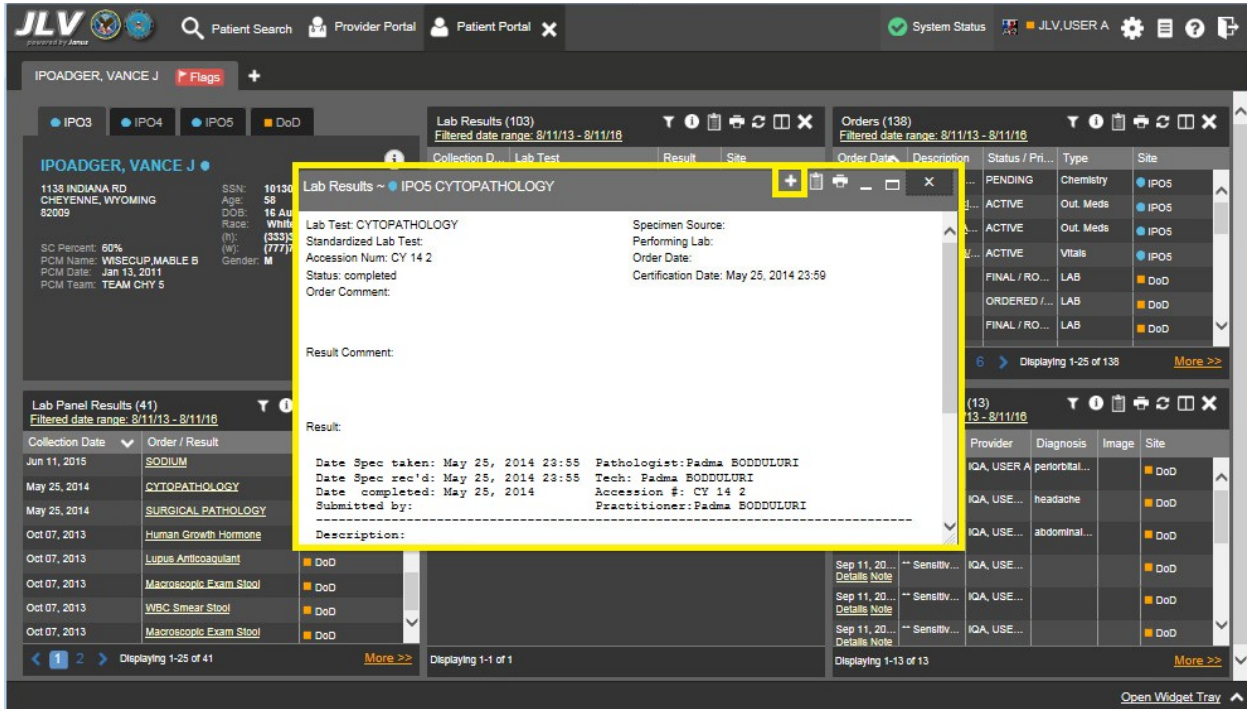 JLV
powered by Janus
Patient Search
Provider Portal
Patient Portal
System Status
JLV,USER A
IPOADGER, VANCE J
Flags
IPO3
IPO4
IPO5
DoD
IPOADGER, VANCE J
1138 INDIANA RD
CHEYENNE, WYOMING
82009
SSN: 10130
Age: 58
DOB: 16 Au
Race: White
(h): (333)3
(w): (777)7
Gender: M
SC Percent: 60%
PCM Name: WISECUP,MABLE B
PCM Date: Jan 13, 2011
PCM Team: TEAM CHY 5
Lab Results (103)
Filtered date range: 8/11/13 - 8/11/16
Collection D... Lab Test Result Site
Displaying 1-1 of 1
Orders (138)
Filtered date range: 8/11/13 - 8/11/16
Order Date Description Status / Pri... Type Site
PENDING Chemistry IPO5
ACTIVE Out. Meds IPO5
ACTIVE Out. Meds IPO5
ACTIVE Vitals IPO5
FINAL / RO... LAB DoD
ORDERED /... LAB DoD
FINAL / RO... LAB DoD
6 Displaying 1-25 of 138 More >>
Lab Results ~ IPO5 CYTOPATHOLOGY
Lab Test: CYTOPATHOLOGY
Standardized Lab Test:
Accession Num: CY 14 2
Status: completed
Order Comment:
Specimen Source:
Performing Lab:
Order Date:
Certification Date: May 25, 2014 23:59
Result Comment:
Result:
Date Spec taken: May 25, 2014 23:55 Pathologist:Padma BODDULURI
Date Spec rec'd: May 25, 2014 23:55 Tech: Padma BODDULURI
Date completed: May 25, 2014 Accession #: CY 14 2
Submitted by: Practitioner:Padma BODDULURI
Description:
Lab Panel Results (41)
Filtered date range: 8/11/13 - 8/11/16
Collection Date Order / Result
Jun 11, 2015 SODIUM
May 25, 2014 CYTOPATHOLOGY
May 25, 2014 SURGICAL PATHOLOGY
Oct 07, 2013 Human Growth Hormone
Oct 07, 2013 Lupus Anticoagulant DoD
Oct 07, 2013 Macroscopic Exam Stool DoD
Oct 07, 2013 WBC Smear Stool DoD
Oct 07, 2013 Macroscopic Exam Stool DoD
1 2 Displaying 1-25 of 41 More >>
(13)
13 - 8/11/16
Provider Diagnosis Image Site
IQA, USER A periorbital... DoD
IQA, USE... headache DoD
IQA, USE... abdominal... DoD
Sep 11, 20... ** Sensitiv... IQA, USE... DoD
Details Note
Sep 11, 20... ** Sensitiv... IQA, USE... DoD
Details Note
Sep 11, 20... ** Sensitiv... IQA, USE... DoD
Details Note
Displaying 1-13 of 13 More >>
Open Widget Tray